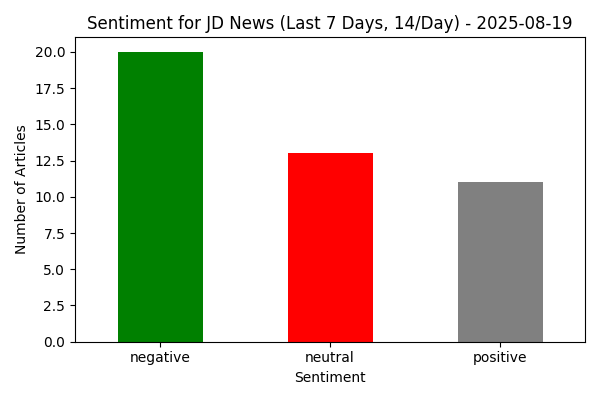 Sentiment for JD News (Last 7 Days, 14/Day) - 2025-08-19
Number of Articles
20.0
17.5
15.0
12.5
10.0
7.5
5.0
2.5
0.0
negative neutral positive
Sentiment